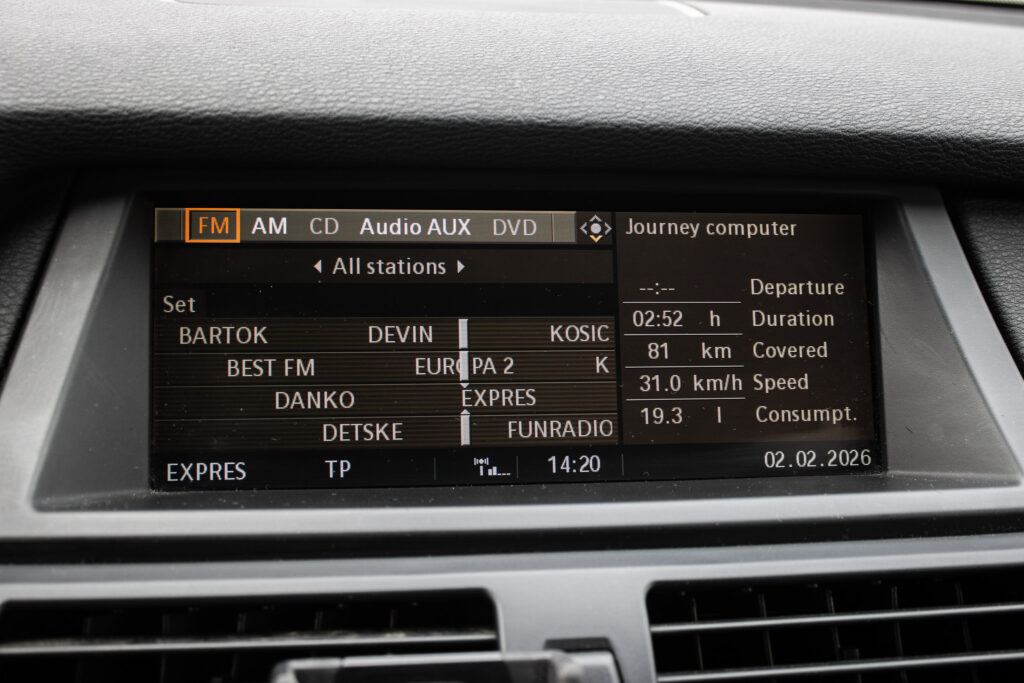 FM AM CD Audio AUX DVD
All stations
Set
BARTOK DEVIN KOSIC
BEST FM EUROPA 2 K
DANKO EXPRES
DETSKE FUNRADIO
EXPRES TP 14:20
Journey computer
--:-- Departure
02:52 h Duration
81 km Covered
31.0 km/h Speed
19.3 l Consumpt.
02.02.2026